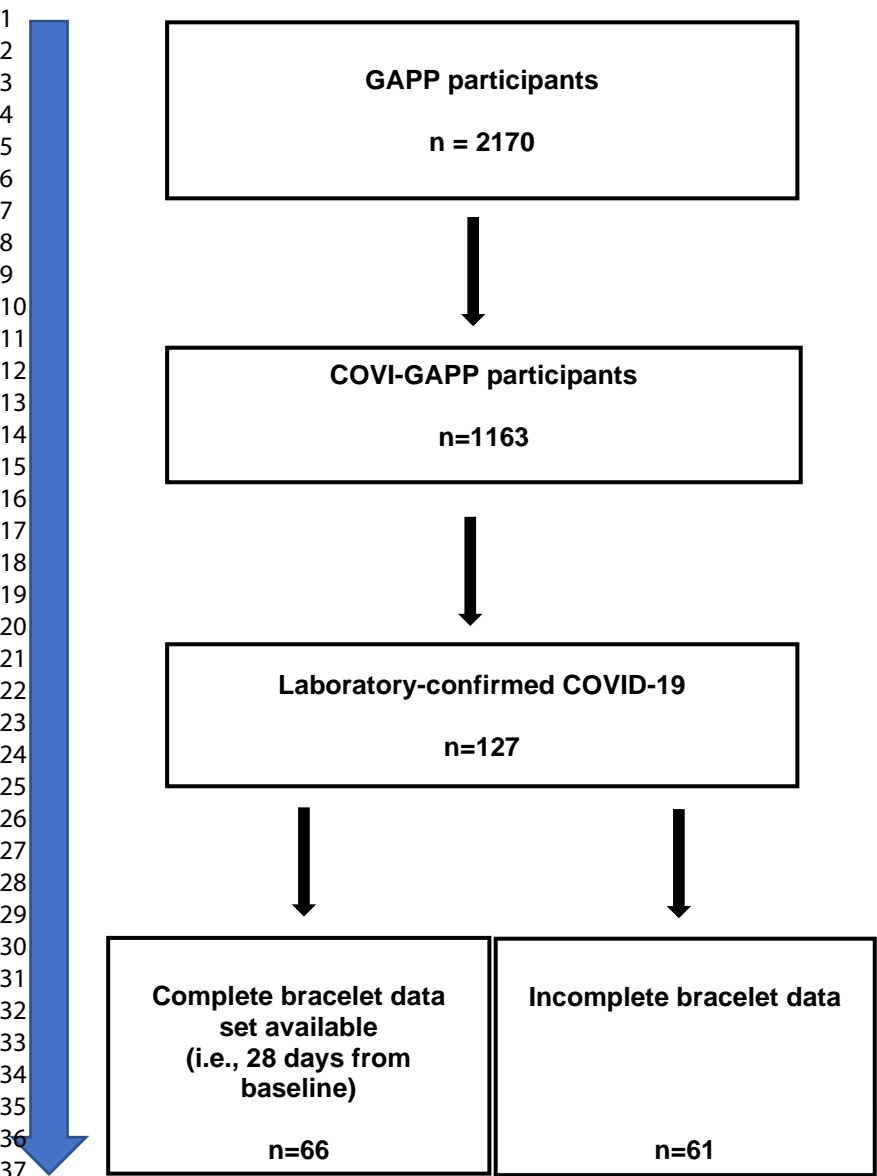 1
2
3
4
5
6
7
8
9
10
11
12
13
14
15
16
17
18
19
20
21
22
23
24
25
26
27
28
29
30
31
32
33
34
35
36
37
GAPP participants
n = 2170
COVI-GAPP participants
n=1163
Laboratory-confirmed COVID-19
n=127
Complete bracelet data
set available
(i.e., 28 days from
baseline)
n=66
Incomplete bracelet data
n=61